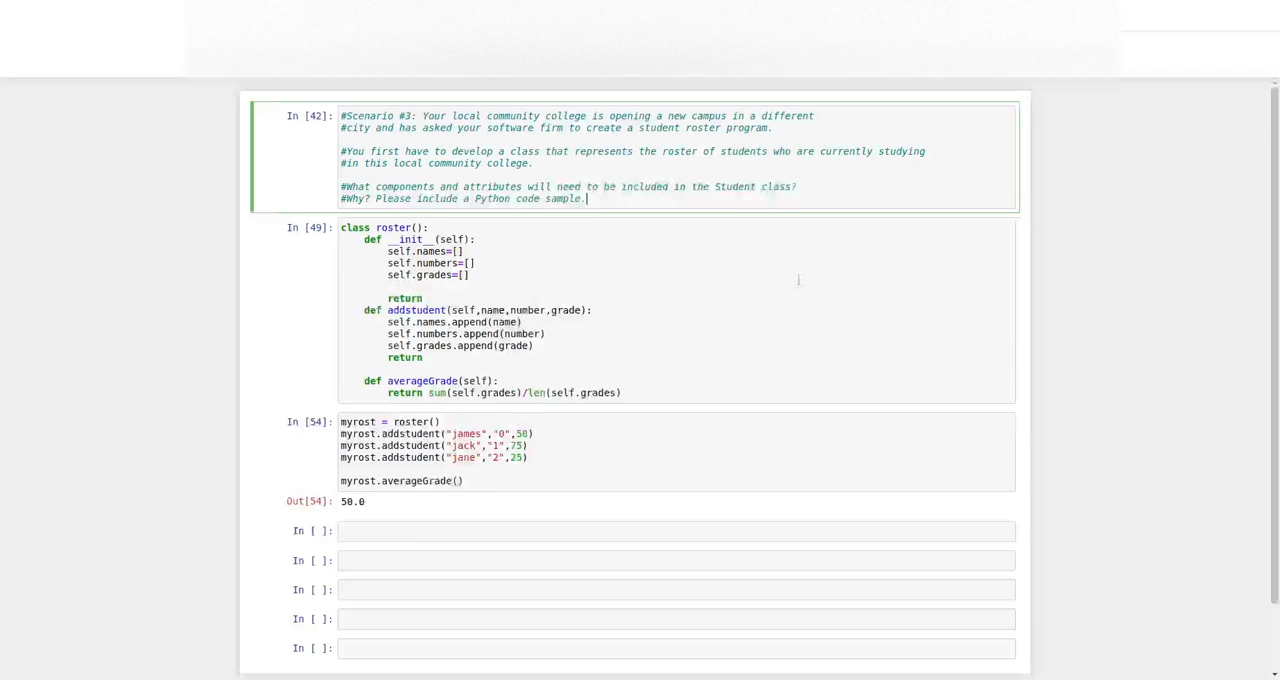 In [42]:
#Scenario #3: Your local community college is opening a new campus in a different
#city and has asked your software firm to create a student roster program.
#You first have to develop a class that represents the roster of students who are currently studying
#in this local community college.
#What components and attributes will need to be included in the Student class?
#Why? Please include a Python code sample.
In [49]:
class roster():
    def __init__(self):
        self.names=[]
        self.numbers=[]
        self.grades=[]
        return
    def addstudent(self,name,number,grade):
        self.names.append(name)
        self.numbers.append(number)
        self.grades.append(grade)
        return
    def averageGrade(self):
        return sum(self.grades)/len(self.grades)
In [54]:
myrost = roster()
myrost.addstudent("james","0",50)
myrost.addstudent("jack","1",75)
myrost.addstudent("jane","2",25)
myrost.averageGrade()
Out[54]: 50.0
In [ ]:
In [ ]:
In [ ]:
In [ ]:
In [ ]: